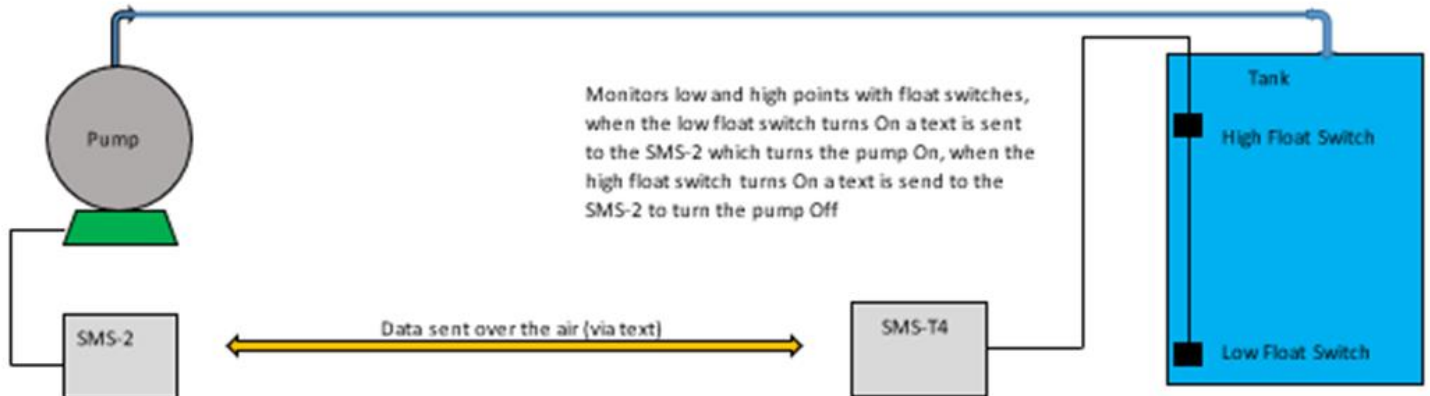 Tank
Pump
Monitors low and high points with float switches,
when the low float switch turns On a text is sent
to the SMS-2 which turns the pump On, when the
high float switch turns On a text is send to the
SMS-2 to turn the pump Off
High Float Switch
SMS-2
Data sent over the air (via text)
SMS-T4
Low Float Switch